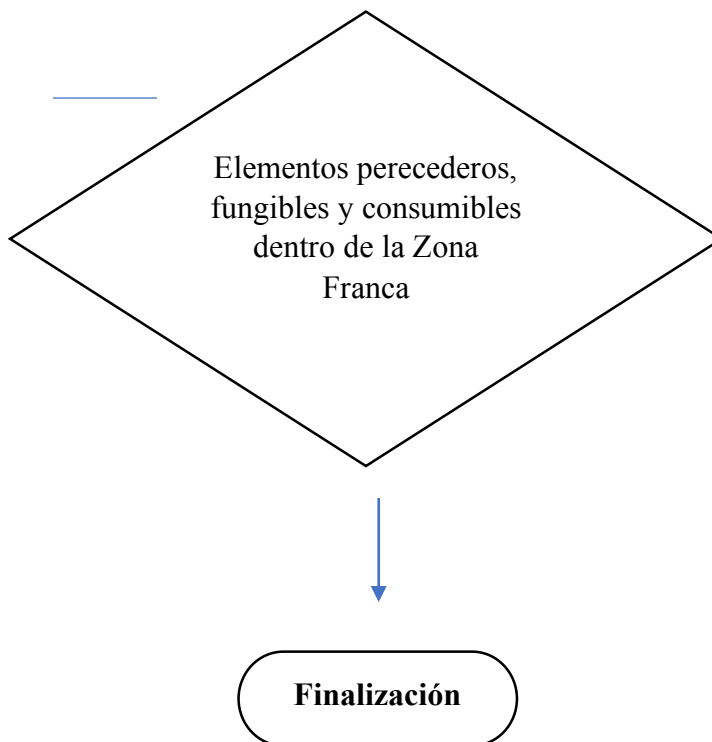 Elementos perecederos,
fungibles y consumibles
dentro de la Zona
Franca
Finalización